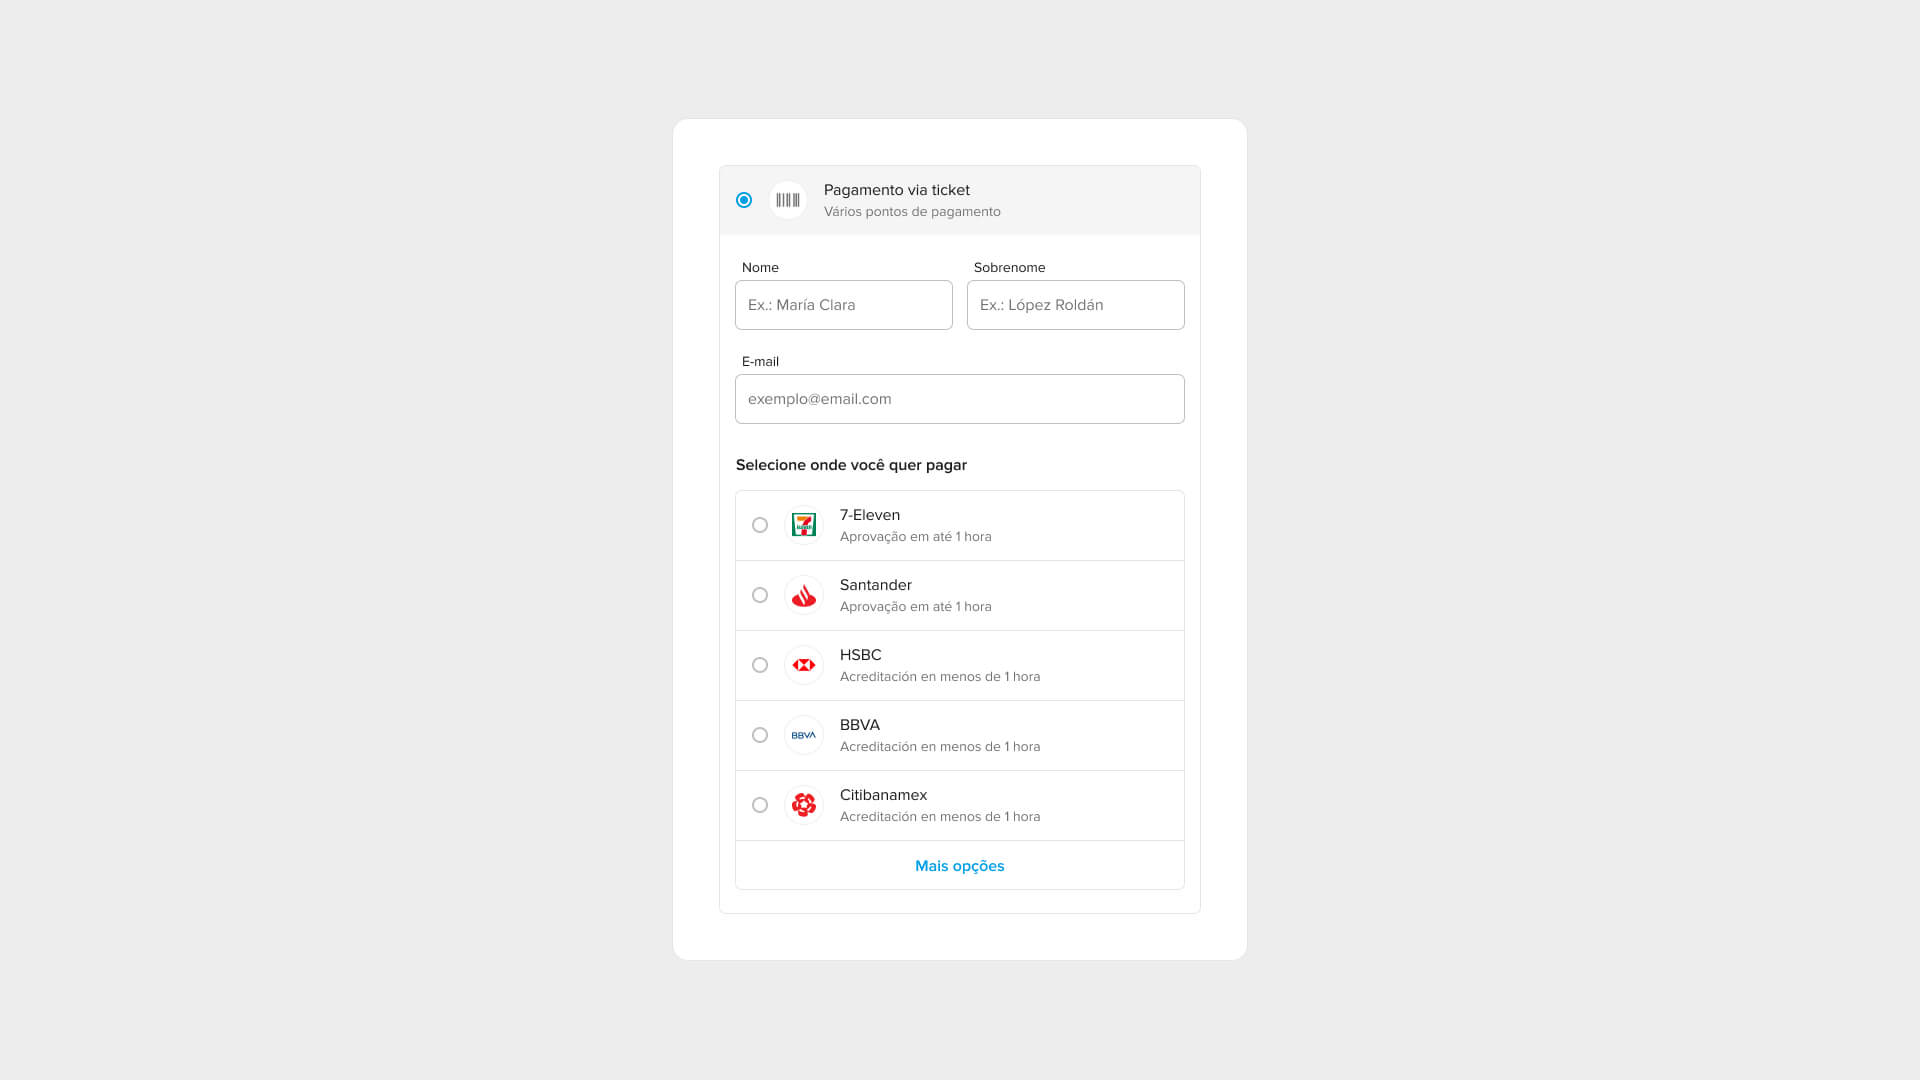 Pagamento via ticket
Vários pontos de pagamento
Nome
Sobrenome
Ex.: María Clara
Ex.: López Roldán
E-mail
exemplo@email.com
Selecione onde você quer pagar
7-Eleven
Aprovação em até 1 hora
Santander
Aprovação em até 1 hora
HSBC
Acreditación en menos de 1 hora
BBVA
BBVA
Acreditación en menos de 1 hora
Citibanamex
Acreditación en menos de 1 hora
Mais opções